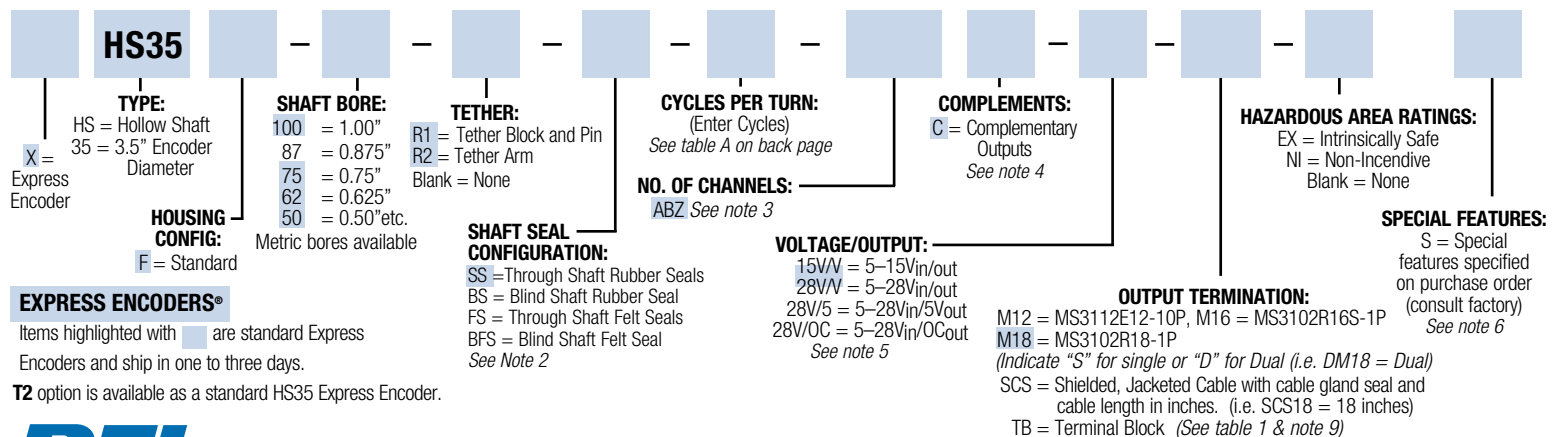 HS35 – – – – – – – –
X =
Express
Encoder
TYPE:
HS = Hollow Shaft
35 = 3.5” Encoder
Diameter
HOUSING
CONFIG:
F = Standard
SHAFT BORE:
100 = 1.00”
87 = 0.875”
75 = 0.75”
62 = 0.625”
50 = 0.50”etc.
Metric bores available
TETHER:
R1 = Tether Block and Pin
R2 = Tether Arm
Blank = None
SHAFT SEAL
CONFIGURATION:
SS =Through Shaft Rubber Seals
BS = Blind Shaft Rubber Seal
FS = Through Shaft Felt Seals
BFS = Blind Shaft Felt Seal
See Note 2
CYCLES PER TURN:
(Enter Cycles)
See table A on back page
NO. OF CHANNELS:
ABZ See note 3
COMPLEMENTS:
C = Complementary
Outputs
See note 4
VOLTAGE/OUTPUT:
15V/V = 5–15Vin/out
28V/V = 5–28Vin/out
28V/5 = 5–28Vin/5Vout
28V/OC = 5–28Vin/OCout
See note 5
OUTPUT TERMINATION:
M12 = MS3112E12-10P, M16 = MS3102R16S-1P
M18 = MS3102R18-1P
(Indicate “S” for single or “D” for Dual (i.e. DM18 = Dual)
SCS = Shielded, Jacketed Cable with cable gland seal and
cable length in inches. (i.e. SCS18 = 18 inches)
TB = Terminal Block (See table 1 & note 9)
HAZARDOUS AREA RATINGS:
EX = Intrinsically Safe
NI = Non-Incendive
Blank = None
SPECIAL FEATURES:
S = Special
features specified
on purchase order
(consult factory)
See note 6
EXPRESS ENCODERS®
Items highlighted with are standard Express
Encoders and ship in one to three days.
T2 option is available as a standard HS35 Express Encoder.